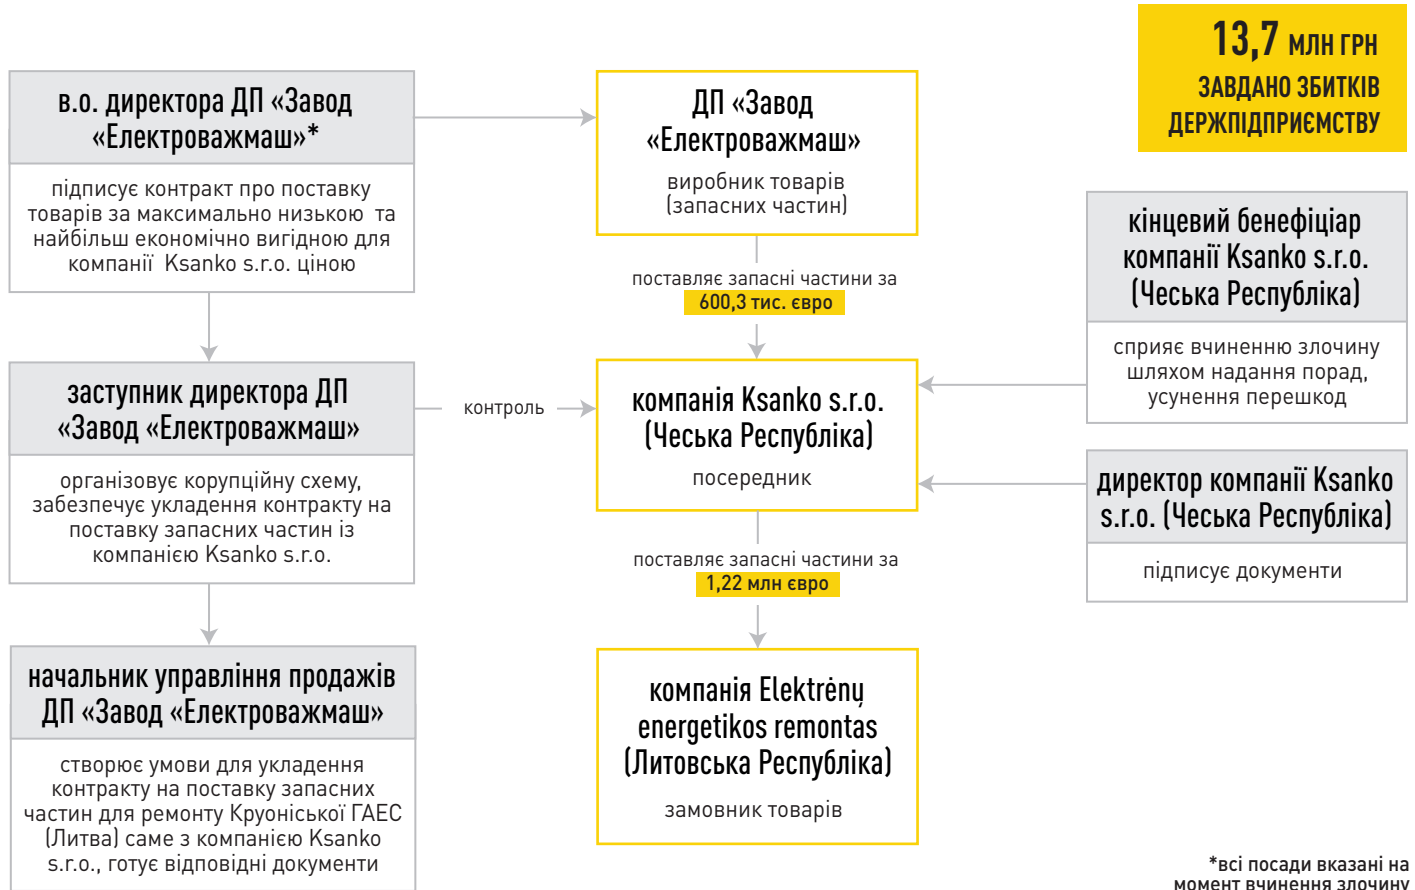 13,7 МЛН ГРН
ЗАВДАНО ЗБИТКІВ
ДЕРЖПІДПРИЄМСТВУ
в.о. директора ДП «Завод
«Електроважмаш»*
підписує контракт про поставку
товарів за максимально низькою та
найбільш економічно вигідною для
компанії Ksanko s.r.o. ціною
заступник директора ДП
«Завод «Електроважмаш»
організовує корупційну схему,
забезпечує укладення контракту на
поставку запасних частин із
компанією Ksanko s.r.o.
начальник управління продажів
ДП «Завод «Електроважмаш»
створює умови для укладення
контракту на поставку запасних
частин для ремонту Круоніської ГАЕС
(Литва) саме з компанією Ksanko
s.r.o., готує відповідні документи
контроль
ДП «Завод
«Електроважмаш»
виробник товарів
(запасних частин)
поставляє запасні частини за
600,3 тис. євро
компанія Ksanko s.r.o.
(Чеська Республіка)
посередник
поставляє запасні частини за
1,22 млн євро
компанія Elektrėnų
energetikos remontas
(Литовська Республіка)
замовник товарів
кінцевий бенефіціар
компанії Ksanko s.r.o.
(Чеська Республіка)
сприяє вчиненню злочину
шляхом надання порад,
усунення перешкод
директор компанії Ksanko
s.r.o. (Чеська Республіка)
підписує документи
*всі посади вказані на
момент вчинення злочину